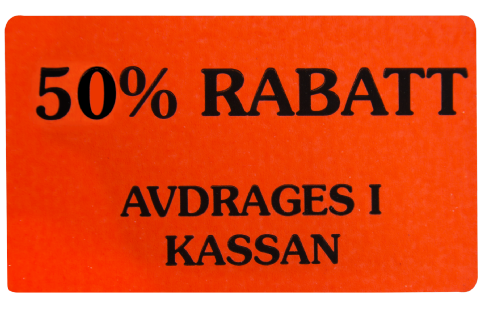 50% RABATT
AVDRAGES I
KASSAN